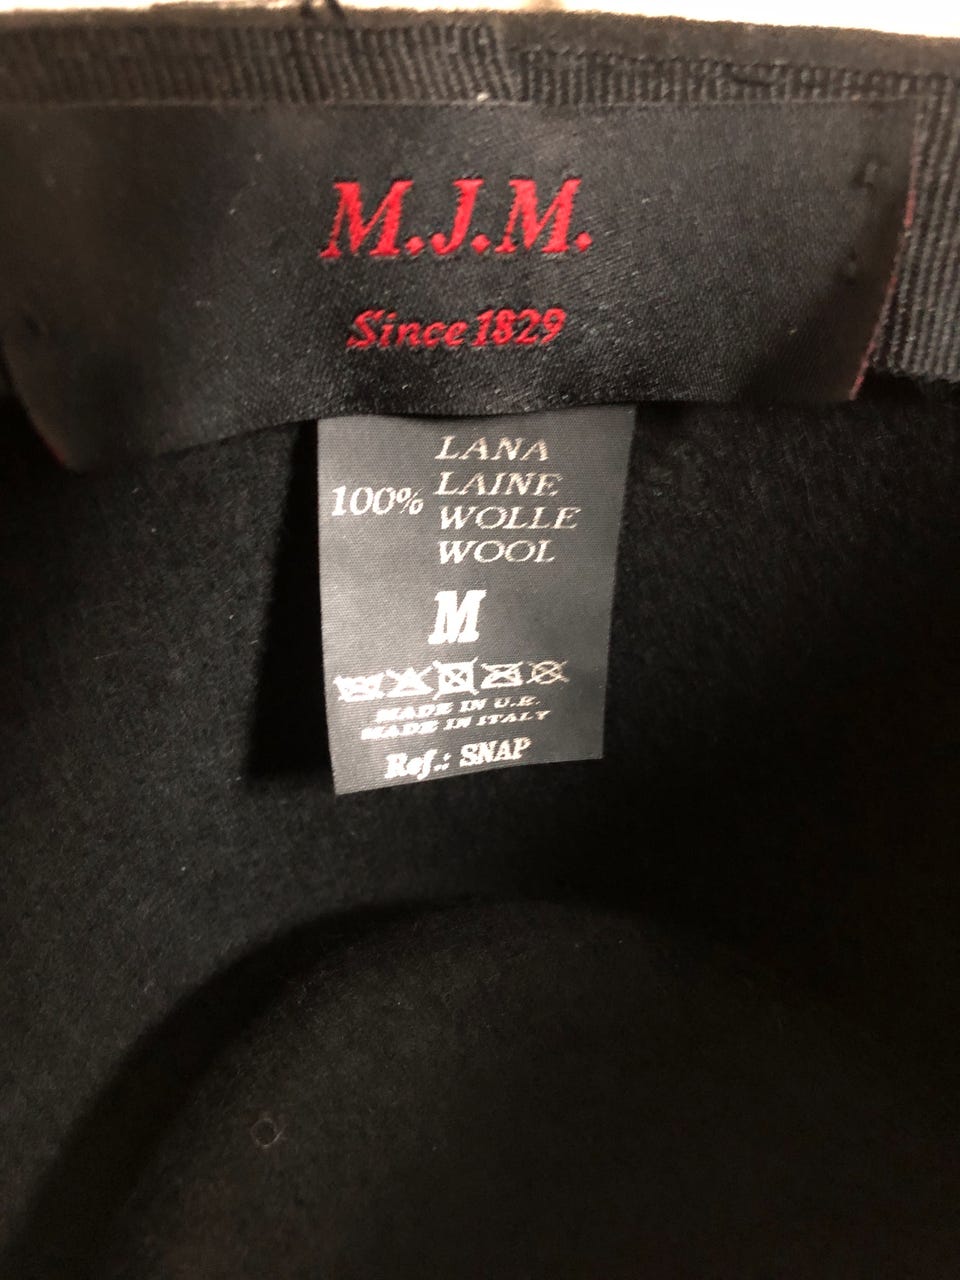 M.J.M.
Since 1829
LANA
100% LAINE
WOLLE
WOOL
M
MADE IN
MADE IN ITALY
Ref.: SNAP